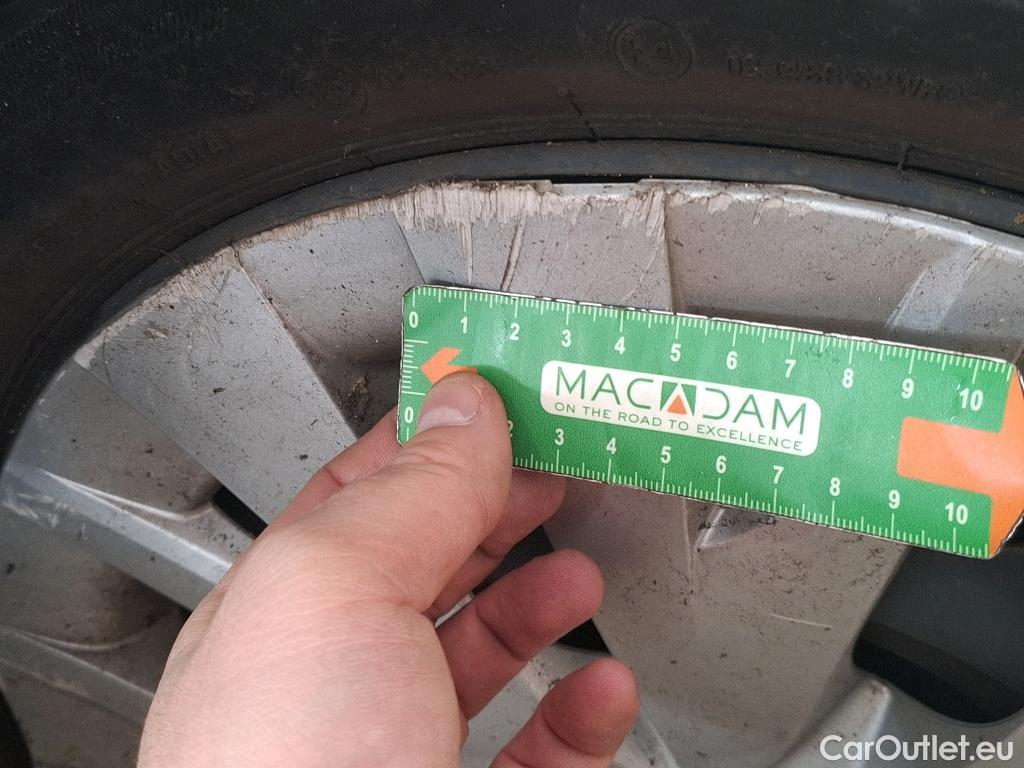 RADIAL
0 1 2 3 4 5 6 7 8 9 10
MACADAM
ON THE ROAD TO EXCELLENCE
0 2 3 4 5 6 7 8 9 10
CarOutlet.eu